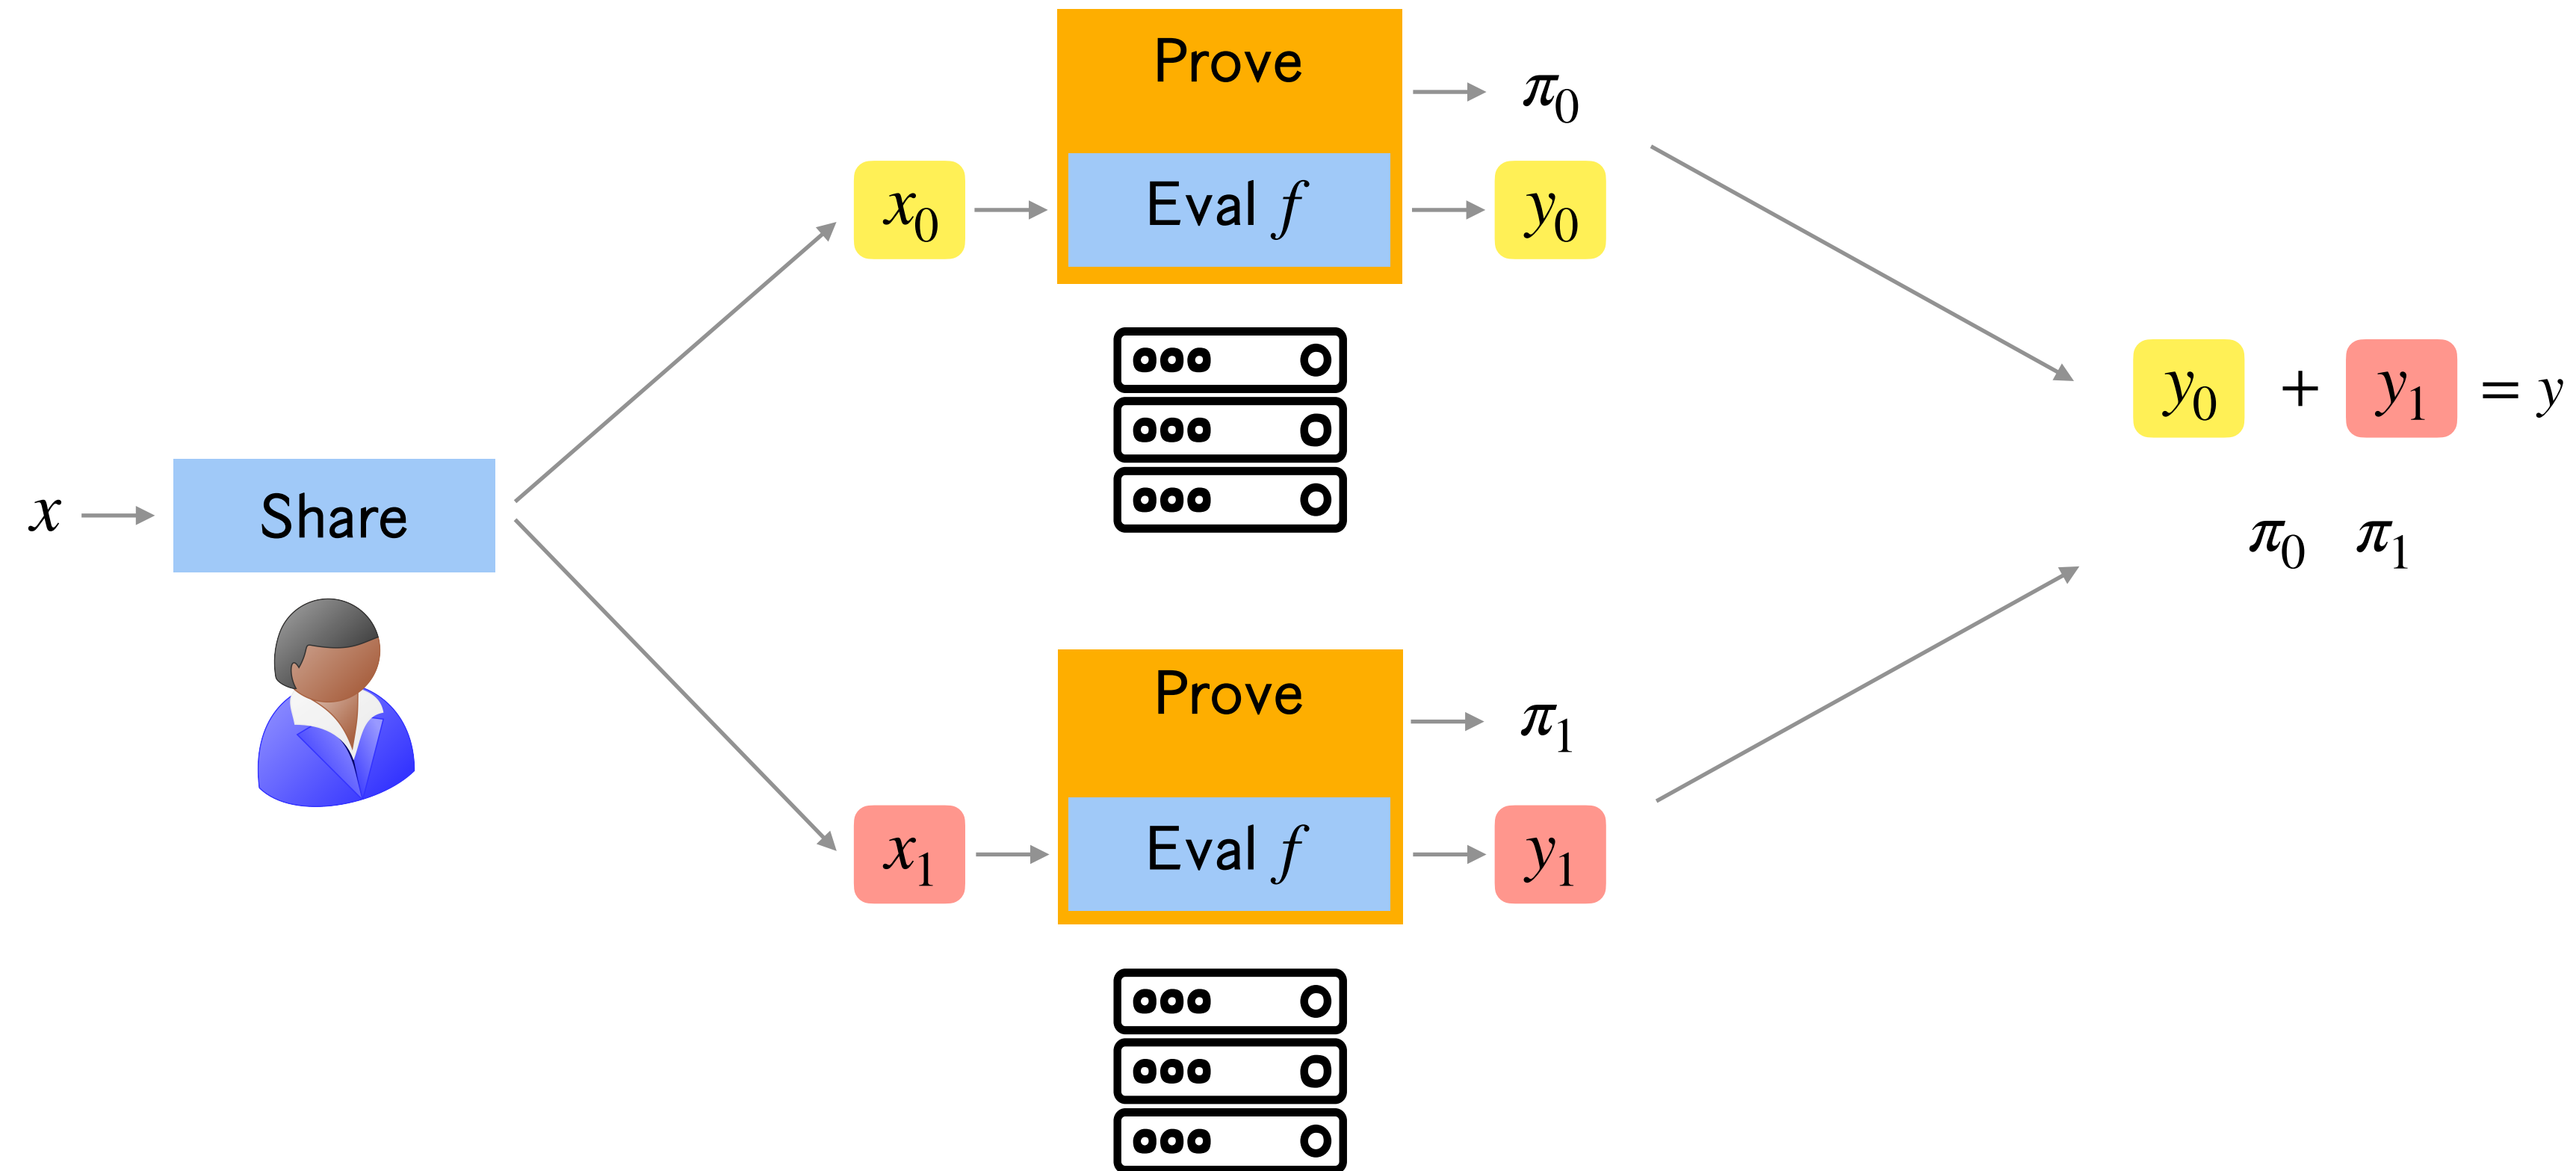 Prove
π₀
x₀
Eval f
y₀
y₀ + y₁ = y
x
Share
π₀ π₁
Prove
π₁
x₁
Eval f
y₁